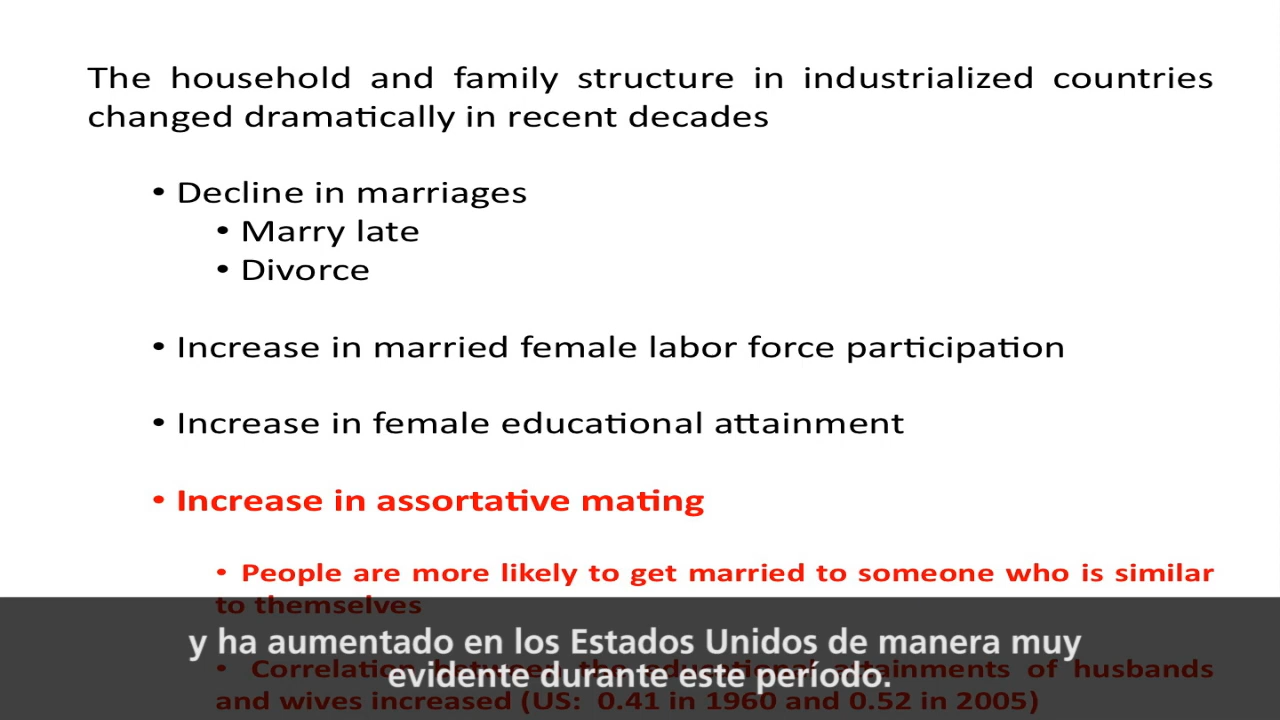 The household and family structure in industrialized countries
changed dramatically in recent decades
• Decline in marriages
• Marry late
• Divorce
• Increase in married female labor force participation
• Increase in female educational attainment
• Increase in assortative mating
• People are more likely to get married to someone who is similar
to themselves
• Correlation between the educational attainments of husbands
and wives increased (US: 0.41 in 1960 and 0.52 in 2005)
y ha aumentado en los Estados Unidos de manera muy
evidente durante este período.